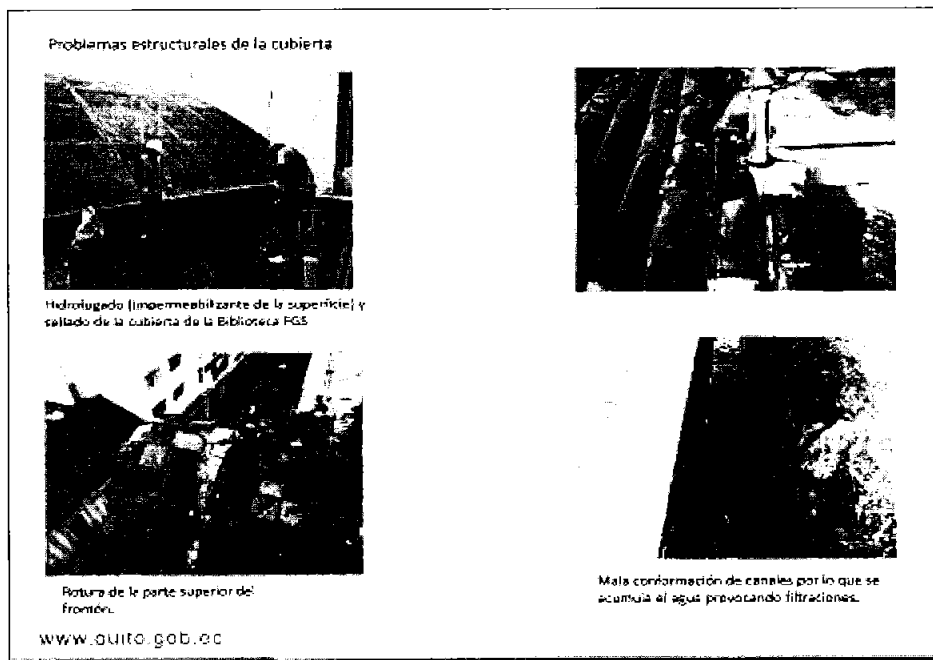 Problemas estructurales de la cubierta
Hidrofugado (impermeabilizante de la superficie) y
sellado de la cubierta de la Biblioteca FGS
Rotura de la parte superior del
frontón.
Mala conformación de canales por lo que se
acumula el agua provocando filtraciones.
www.quito.gob.ec